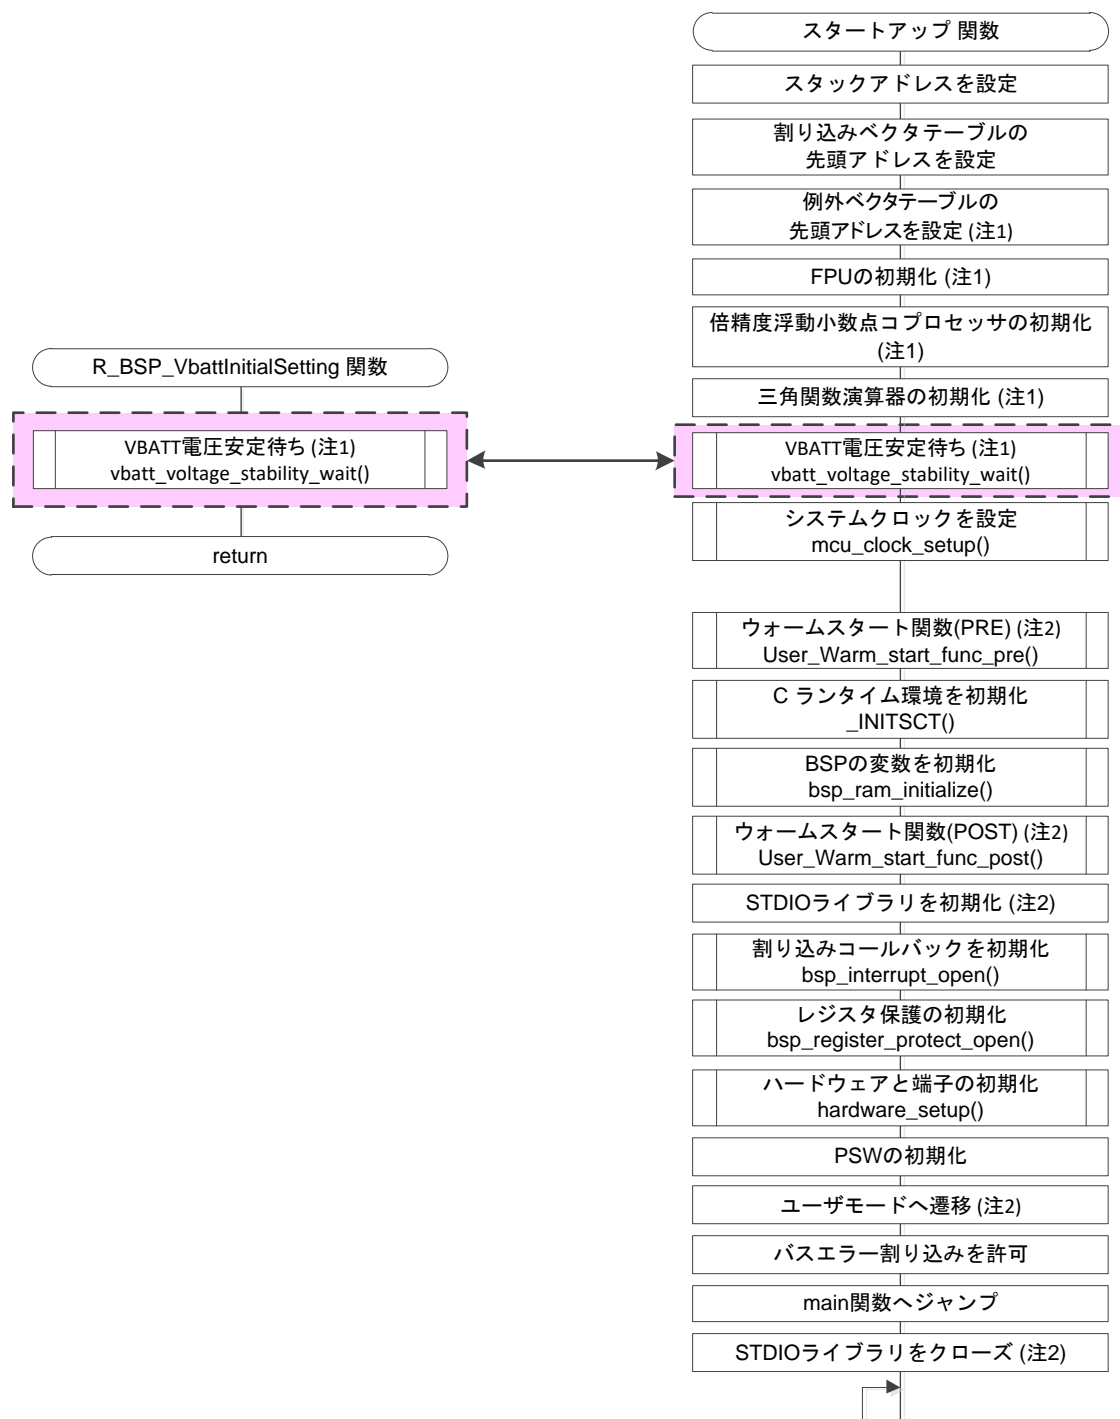 スタートアップ 関数
スタックアドレスを設定
割り込みベクタテーブルの
先頭アドレスを設定
例外ベクタテーブルの
先頭アドレスを設定 (注1)
FPUの初期化 (注1)
倍精度浮動小数点コプロセッサの初期化
(注1)
三角関数演算器の初期化 (注1)
R_BSP_VbattInitialSetting 関数
VBATT電圧安定待ち (注1)
vbatt_voltage_stability_wait()
return
VBATT電圧安定待ち (注1)
vbatt_voltage_stability_wait()
システムクロックを設定
mcu_clock_setup()
ウォームスタート関数(PRE) (注2)
User_Warm_start_func_pre()
C ランタイム環境を初期化
_INITSCT()
BSPの変数を初期化
bsp_ram_initialize()
ウォームスタート関数(POST) (注2)
User_Warm_start_func_post()
STDIOライブラリを初期化 (注2)
割り込みコールバックを初期化
bsp_interrupt_open()
レジスタ保護の初期化
bsp_register_protect_open()
ハードウェアと端子の初期化
hardware_setup()
PSWの初期化
ユーザモードへ遷移 (注2)
バスエラー割り込みを許可
main関数へジャンプ
STDIOライブラリをクローズ (注2)